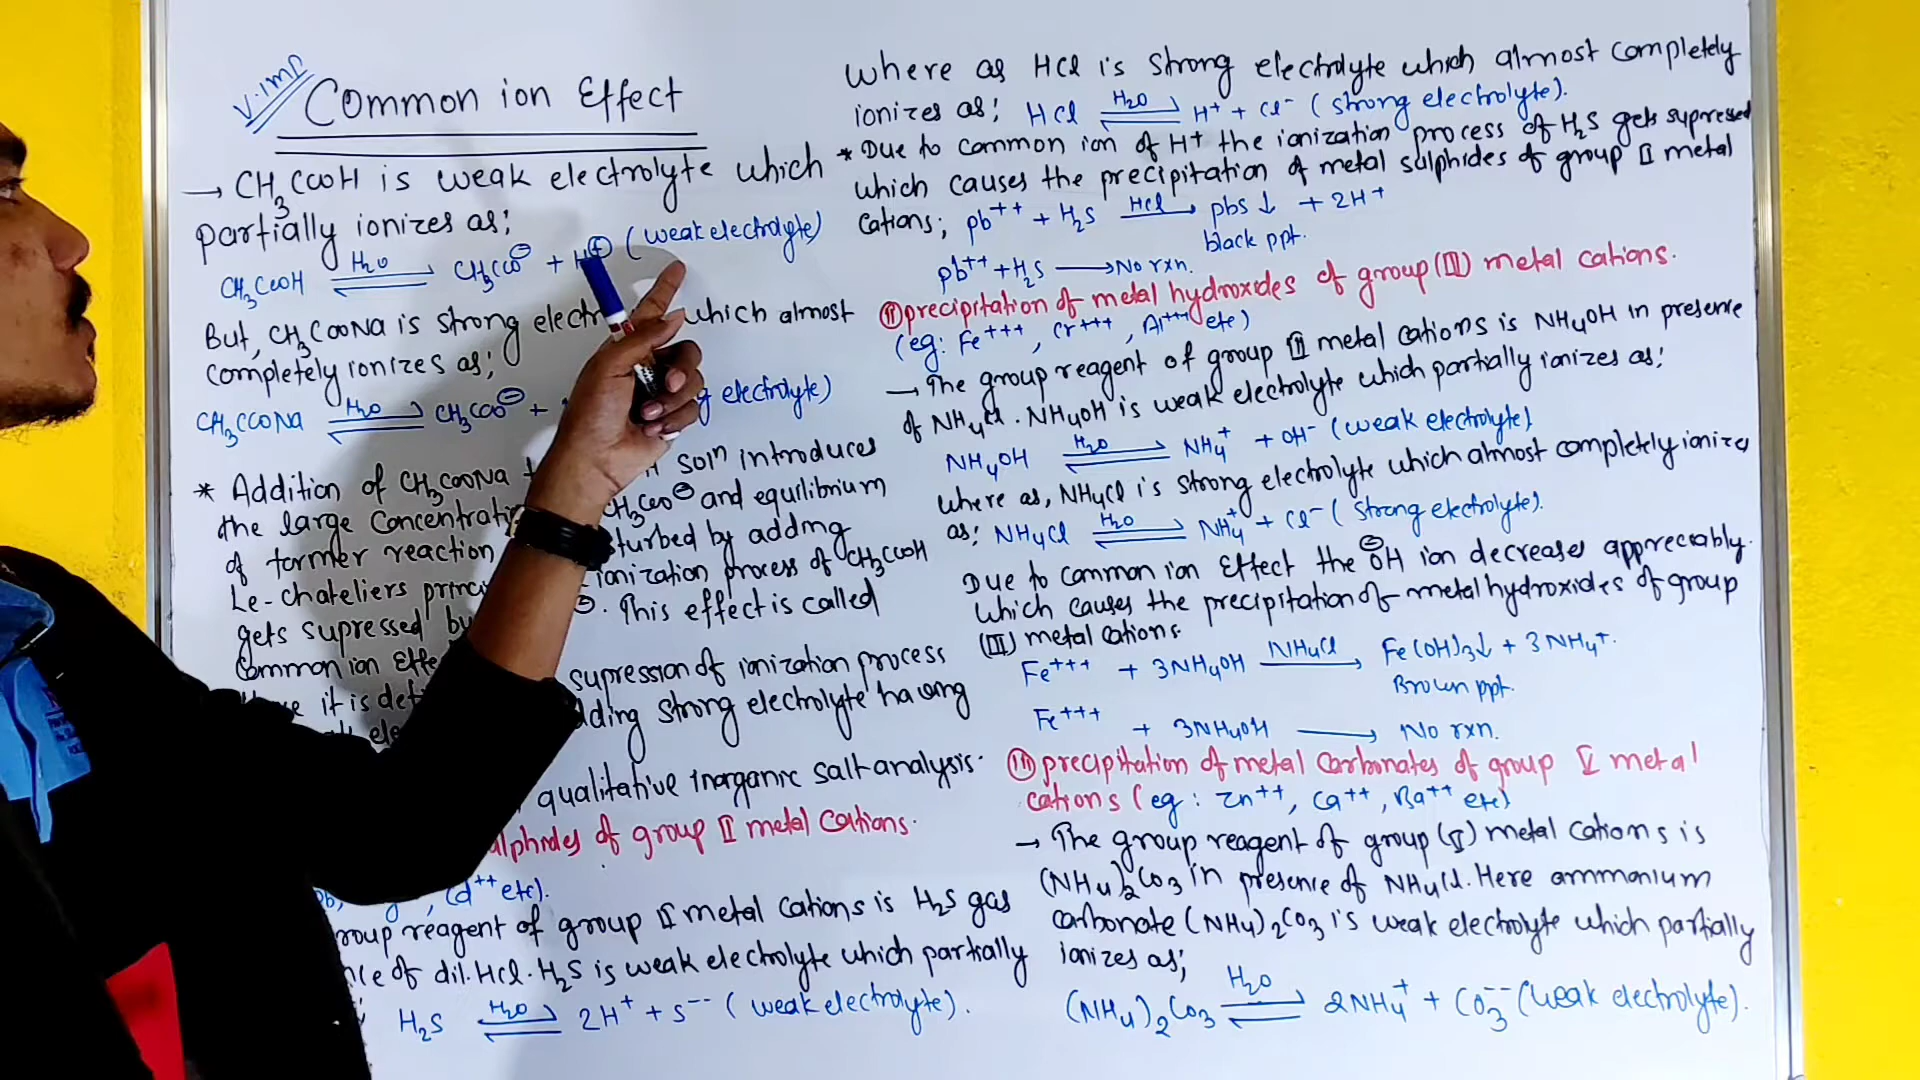 V.IMP
Common ion Effect
→ CH3COOH is weak electrolyte which
partially ionizes as;
CH3COOH ⇌ H2O CH3COO⊖ + H⊕ (weak electrolyte)
But, CH3COONa is strong which almost
completely ionizes as;
CH3COONa ⇌ H2O CH3COO⊖ + electrolyte)
* Addition of CH3COONa soln introduces
the large and equilibrium
of former reaction by adding
Le-chateliers ionization process of CH3COOH
gets supressed by ⊖. This effect is called
Common ion
it is supression of ionization process
strong electrolyte having
qualitative inorganic salt analysis.
of group II metal cations.
Cd++ etc).
reagent of group II metal cations is H2S gas
of dil. HCl. H2S is weak electrolyte which partially
H2S ⇌ H2O 2H+ + S-- (weak electrolyte).
where as HCl is strong electrolyte which almost completely
ionizes as; HCl ⇌ H2O H+ + Cl- (strong electrolyte).
* Due to common ion of H+ the ionization process of H2S gets supressed
which causes the precipitation of metal sulphides of group II metal
cations; pb++ + H2S HCl→ pbs ↓ + 2H+
black ppt.
pb++ + H2S → No rxn.
(ii) precipitation of metal hydroxides of group (III) metal cations.
(eg: Fe+++, Cr+++, Al+++ etc)
→ The group reagent of group III metal cations is NH4OH in presence
of NH4Cl. NH4OH is weak electrolyte which partially ionizes as;
NH4OH ⇌ H2O NH4+ + OH- (weak electrolyte)
where as, NH4Cl is strong electrolyte which almost completely ionizes
as; NH4Cl ⇌ H2O NH4+ + Cl- (strong electrolyte).
Due to common ion Effect the ⊖OH ion decreases appreciably.
which causes the precipitation of metal hydroxides of group
(III) metal cations.
Fe+++ + 3NH4OH NH4Cl→ Fe(OH)3↓ + 3NH4+.
Brown ppt.
Fe+++ + 3NH4OH → No rxn.
(iii) precipitation of metal carbonates of group V metal
cations (eg: Zn++, Ca++, Ba++ etc)
→ The group reagent of group (V) metal cations is
(NH4)2CO3 in presence of NH4Cl. Here ammonium
carbonate (NH4)2CO3 is weak electrolyte which partially
ionizes as;
(NH4)2CO3 ⇌ H2O 2NH4+ + CO3-- (weak electrolyte).